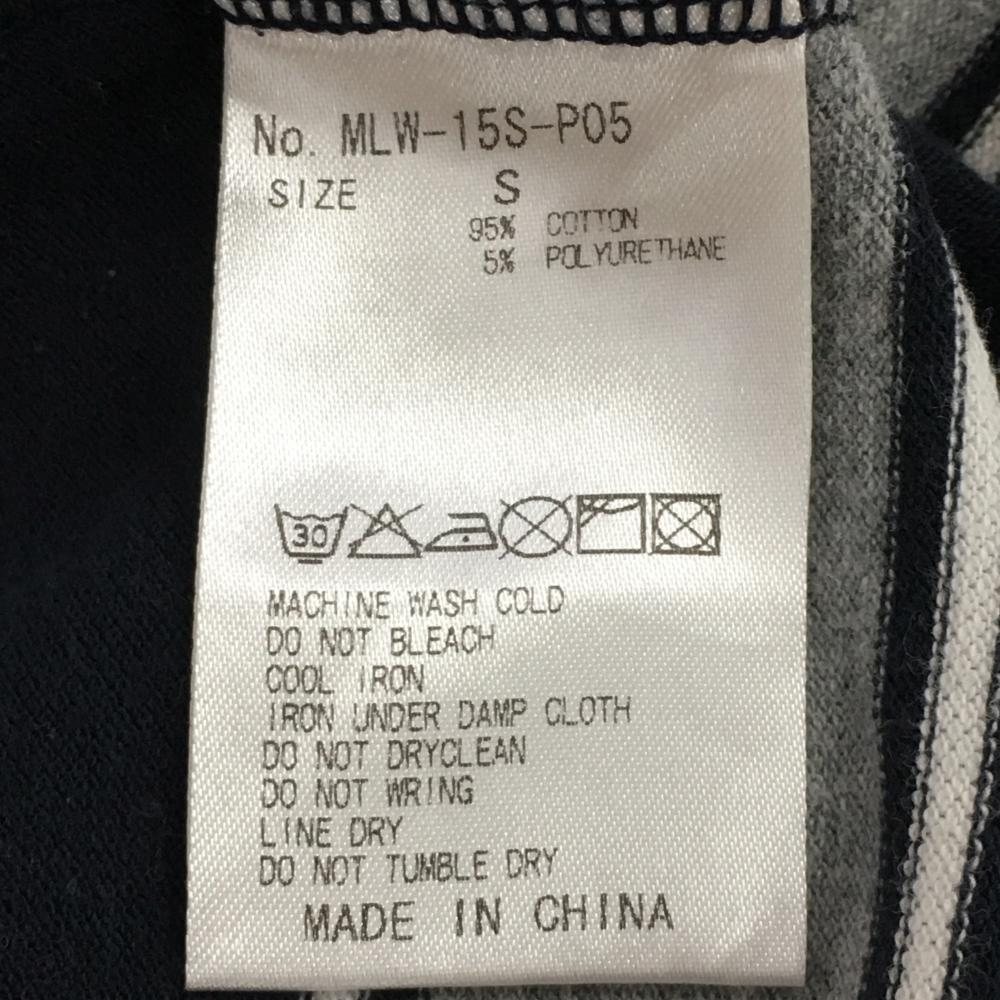 No. MLW-15S-P05
SIZE S
95% COTTON
5% POLYURETHANE
30
MACHINE WASH COLD
DO NOT BLEACH
COOL IRON
IRON UNDER DAMP CLOTH
DO NOT DRYCLEAN
DO NOT WRING
LINE DRY
DO NOT TUMBLE DRY
MADE IN CHINA